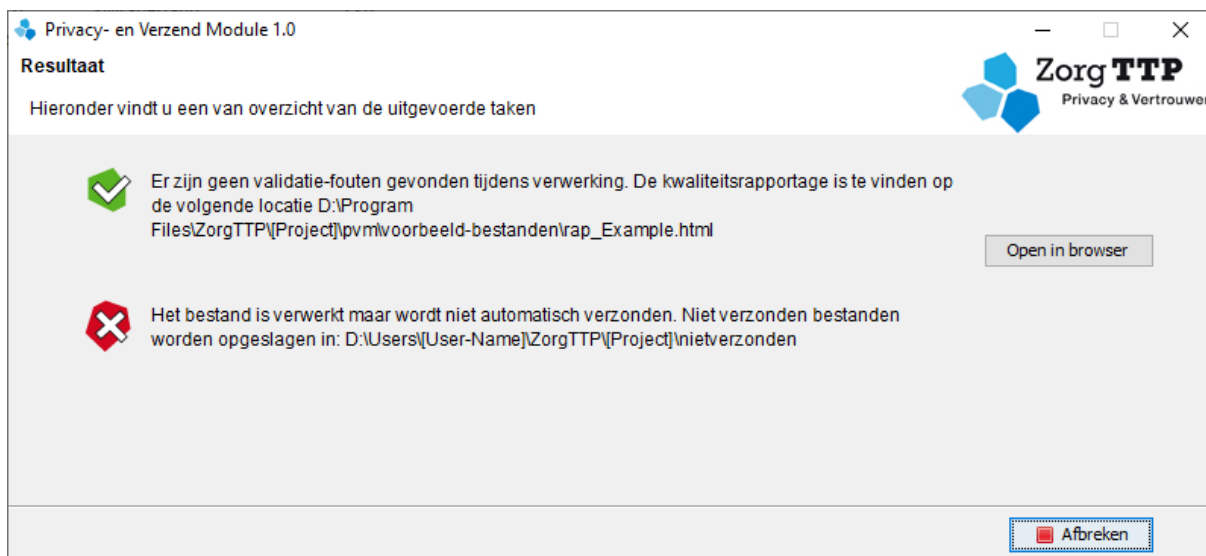 Privacy- en Verzend Module 1.0
Resultaat
Hieronder vindt u een van overzicht van de uitgevoerde taken
Zorg TTP
Privacy & Vertrouwen
Er zijn geen validatie-fouten gevonden tijdens verwerking. De kwaliteitsrapportage is te vinden op
de volgende locatie D:\Program
Files\ZorgTTP\[Project]\pvm\voorbeeld-bestanden\rap_Example.html
Open in browser
Het bestand is verwerkt maar wordt niet automatisch verzonden. Niet verzonden bestanden
worden opgeslagen in: D:\Users\[User-Name]\ZorgTTP\[Project]\nietverzonden
Afbreken